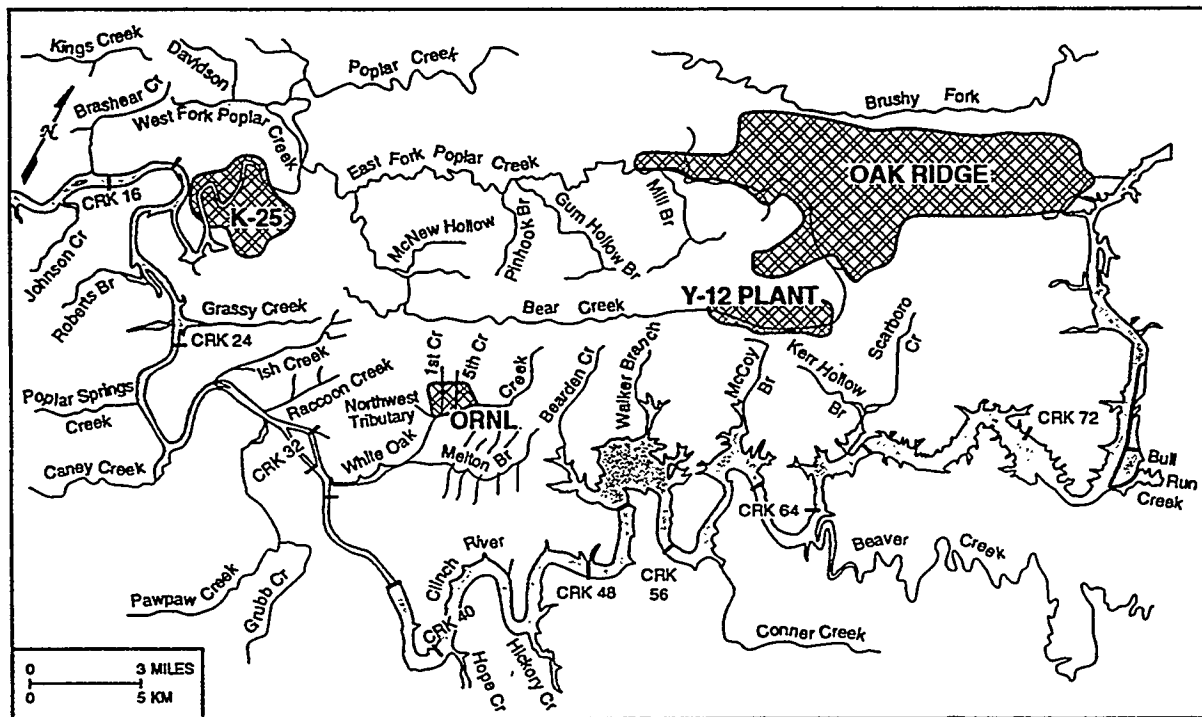 Kings Creek
Davidson
Poplar Creek
Brashear Cr
West Fork Poplar Creek
Brushy Fork
N
East Fork Poplar Creek
OAK RIDGE
CRK 16
K-25
Mill Br
McNew Hollow
Pinhook Br
Gum Hollow Br
Johnson Cr
Roberts Br
Y-12 PLANT
Grassy Creek
Bear Creek
CRK 24
Scarboro Cr
Ish Creek
1st Cr
5th Cr
Creek
Bearden Cr
Walker Branch
McCoy Br
Kerr Hollow Br
Poplar Springs Creek
Raccoon Creek
Northwest Tributary
ORNL
CRK 72
Caney Creek
CRK 32
White Oak
Melton Br
Bull Run Creek
CRK 64
Beaver Creek
Clinch River
Pawpaw Creek
Grubb Cr
CRK 40
CRK 48
CRK 56
Conner Creek
Hope Cr
Hickory Cr
0 3 MILES
0 5 KM